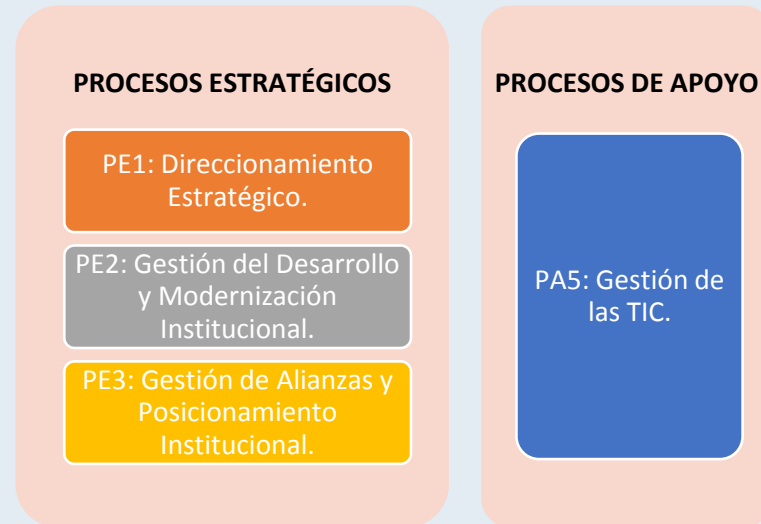 PROCESOS ESTRATÉGICOS
PE1: Direccionamiento
Estratégico.
PE2: Gestión del Desarrollo
y Modernización
Institucional.
PE3: Gestión de Alianzas y
Posicionamiento
Institucional.
PROCESOS DE APOYO
PA5: Gestión de
las TIC.